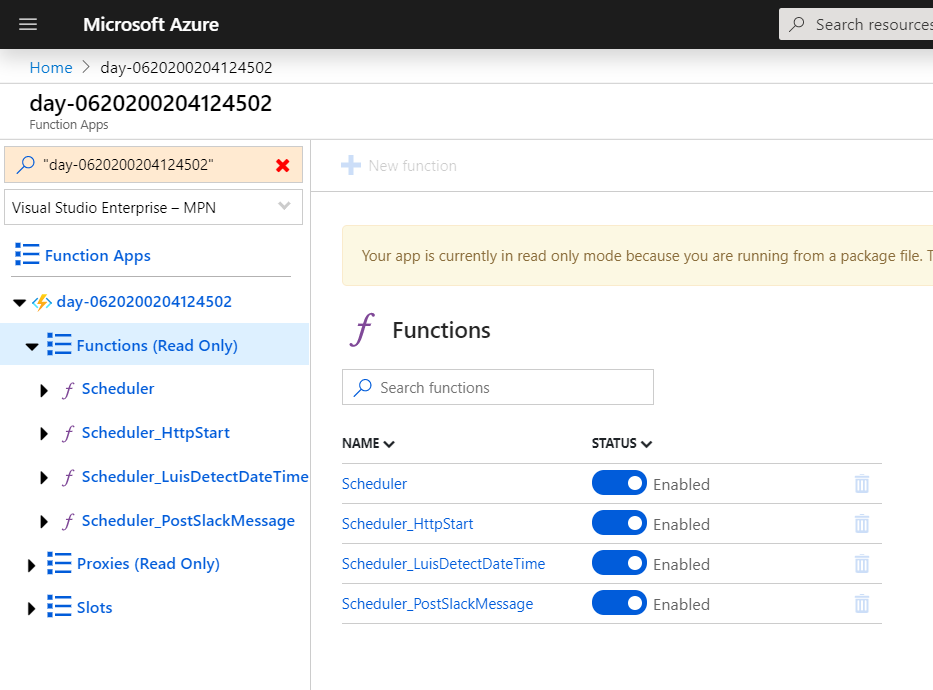 Microsoft Azure
Search resources
Home > day-0620200204124502
day-0620200204124502
Function Apps
"day-0620200204124502"
Visual Studio Enterprise – MPN
Function Apps
day-0620200204124502
Functions (Read Only)
Scheduler
Scheduler_HttpStart
Scheduler_LuisDetectDateTime
Scheduler_PostSlackMessage
Proxies (Read Only)
Slots
New function
Your app is currently in read only mode because you are running from a package file. T
Functions
Search functions
NAME STATUS
Scheduler Enabled
Scheduler_HttpStart Enabled
Scheduler_LuisDetectDateTime Enabled
Scheduler_PostSlackMessage Enabled